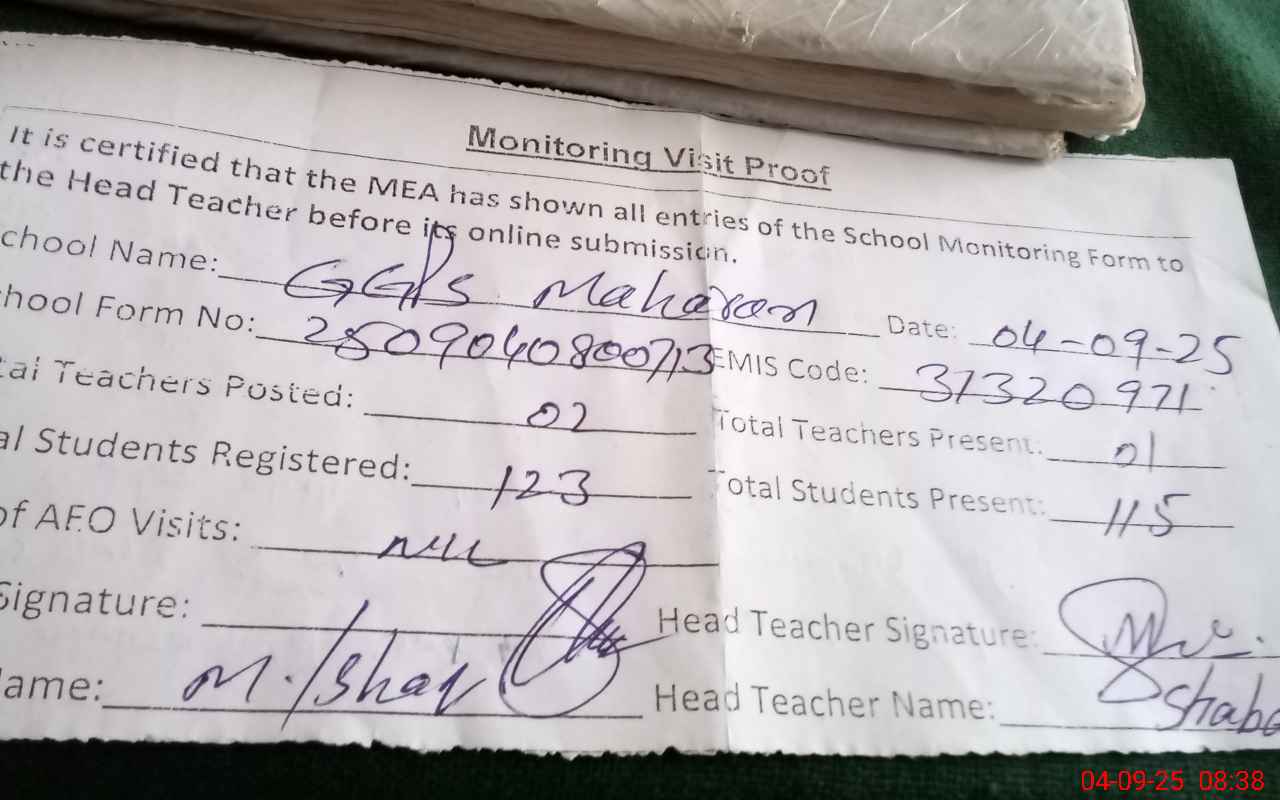 Monitoring Visit Proof
It is certified that the MEA has shown all entries of the School Monitoring Form to
the Head Teacher before its online submission.
chool Name: GGPS Maharan Date: 04-09-25
hool Form No: EMIS Code: 37320971
tal Teachers Posted: 02 Total Teachers Present: 01
al Students Registered: 123 Total Students Present: 115
of AEO Visits: Nil
Signature: Head Teacher Signature:
ame: M. Head Teacher Name:
04-09-25 08:38